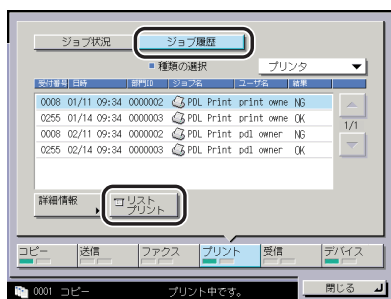 ジョブ状況 ジョブ履歴
■ 種類の選択 プリンタ ▼
受付番号 日時 部門ID ジョブ名 ユーザ名 結果
0008 01/11 09:34 0000002 PDL Print print owne NG
0255 01/14 09:34 0000003 PDL Print print owne OK
0008 02/11 09:34 0000002 PDL Print pdl owner NG
0255 02/14 09:34 0000003 PDL Print pdl owner OK
1/1
詳細情報 リスト
プリント
コピー 送信 ファクス プリント 受信 デバイス
0001 コピー プリント中です。 閉じる